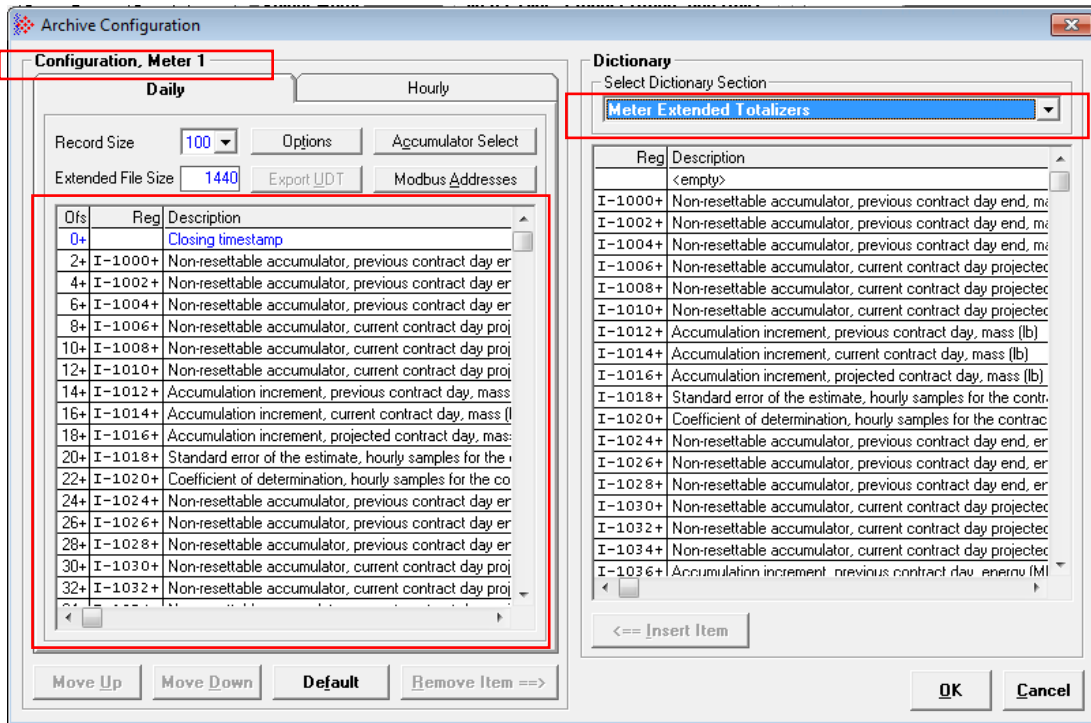 Archive Configuration
Configuration, Meter 1
Daily
Hourly
Record Size
100
Options
Accumulator Select
Extended File Size
1440
Export UDT
Modbus Addresses
Ofs Reg Description
0+ Closing timestamp
2+ I-1000+ Non-resettable accumulator, previous contract day er
4+ I-1002+ Non-resettable accumulator, previous contract day er
6+ I-1004+ Non-resettable accumulator, previous contract day er
8+ I-1006+ Non-resettable accumulator, current contract day proj
10+ I-1008+ Non-resettable accumulator, current contract day proj
12+ I-1010+ Non-resettable accumulator, current contract day proj
14+ I-1012+ Accumulation increment, previous contract day, mass
16+ I-1014+ Accumulation increment, current contract day, mass (l
18+ I-1016+ Accumulation increment, projected contract day, mas
20+ I-1018+ Standard error of the estimate, hourly samples for the
22+ I-1020+ Coefficient of determination, hourly samples for the co
24+ I-1024+ Non-resettable accumulator, previous contract day er
26+ I-1026+ Non-resettable accumulator, previous contract day er
28+ I-1028+ Non-resettable accumulator, previous contract day er
30+ I-1030+ Non-resettable accumulator, current contract day proj
32+ I-1032+ Non-resettable accumulator, current contract day proj
Move Up
Move Down
Default
Remove Item ==>
Dictionary
Select Dictionary Section
Meter Extended Totalizers
Reg Description
<empty>
I-1000+ Non-resettable accumulator, previous contract day end, ma
I-1002+ Non-resettable accumulator, previous contract day end, ma
I-1004+ Non-resettable accumulator, previous contract day end, ma
I-1006+ Non-resettable accumulator, current contract day projected
I-1008+ Non-resettable accumulator, current contract day projected
I-1010+ Non-resettable accumulator, current contract day projected
I-1012+ Accumulation increment, previous contract day, mass (lb)
I-1014+ Accumulation increment, current contract day, mass (lb)
I-1016+ Accumulation increment, projected contract day, mass (lb)
I-1018+ Standard error of the estimate, hourly samples for the contr
I-1020+ Coefficient of determination, hourly samples for the contrac
I-1024+ Non-resettable accumulator, previous contract day end, er
I-1026+ Non-resettable accumulator, previous contract day end, er
I-1028+ Non-resettable accumulator, previous contract day end, er
I-1030+ Non-resettable accumulator, current contract day projected
I-1032+ Non-resettable accumulator, current contract day projected
I-1034+ Non-resettable accumulator, current contract day projected
I-1036+ Accumulation increment, previous contract day, energy (M
<== Insert Item
OK
Cancel